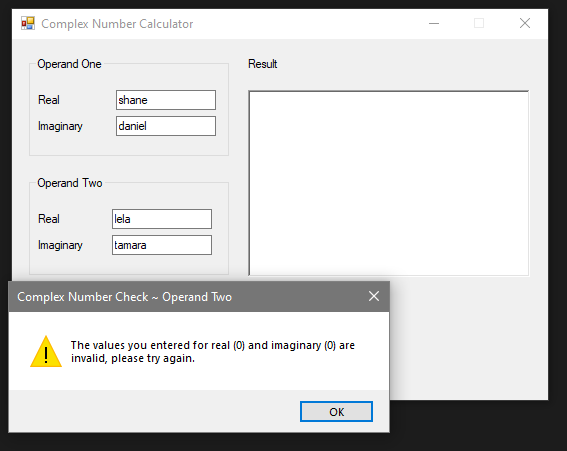 Complex Number Calculator
Operand One
Real shane
Imaginary daniel
Result
Operand Two
Real lela
Imaginary tamara
Complex Number Check ~ Operand Two
The values you entered for real (0) and imaginary (0) are
invalid, please try again.
OK